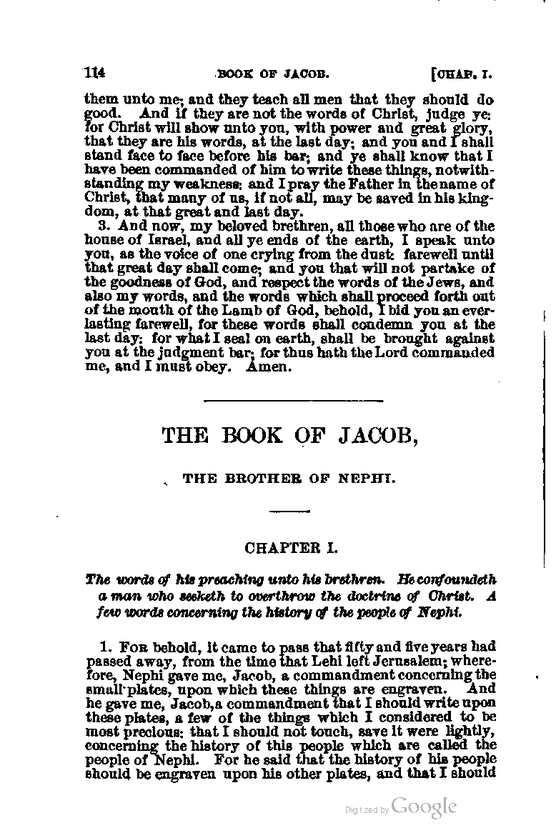 114 BOOK OF JACOB. [CHAP. I.
them unto me; and they teach all men that they should do
good. And if they are not the words of Christ, judge ye:
for Christ will show unto you, with power and great glory,
that they are his words, at the last day; and you and I shall
stand face to face before his bar; and ye shall know that I
have been commanded of him to write these things, notwith-
standing my weakness: and I pray the Father in the name of
Christ, that many of us, if not all, may be saved in his king-
dom, at that great and last day.
3. And now, my beloved brethren, all those who are of the
house of Israel, and all ye ends of the earth, I speak unto
you, as the voice of one crying from the dust: farewell until
that great day shall come; and you that will not partake of
the goodness of God, and respect the words of the Jews, and
also my words, and the words which shall proceed forth out
of the mouth of the Lamb of God, behold, I bid you an ever-
lasting farewell, for these words shall condemn you at the
last day: for what I seal on earth, shall be brought against
you at the judgment bar; for thus hath the Lord commanded
me, and I must obey. Amen.
THE BOOK OF JACOB,
THE BROTHER OF NEPHI.
CHAPTER I.
The words of his preaching unto his brethren. He confoundeth
a man who seeketh to overthrow the doctrine of Christ. A
few words concerning the history of the people of Nephi.
1. FOR behold, it came to pass that fifty and five years had
passed away, from the time that Lehi left Jerusalem; where-
fore, Nephi gave me, Jacob, a commandment concerning the
small plates, upon which these things are engraven. And
he gave me, Jacob, a commandment that I should write upon
these plates, a few of the things which I considered to be
most precious: that I should not touch, save it were lightly,
concerning the history of this people which are called the
people of Nephi. For he said that the history of his people
should be engraven upon his other plates, and that I should
Digitized by Google